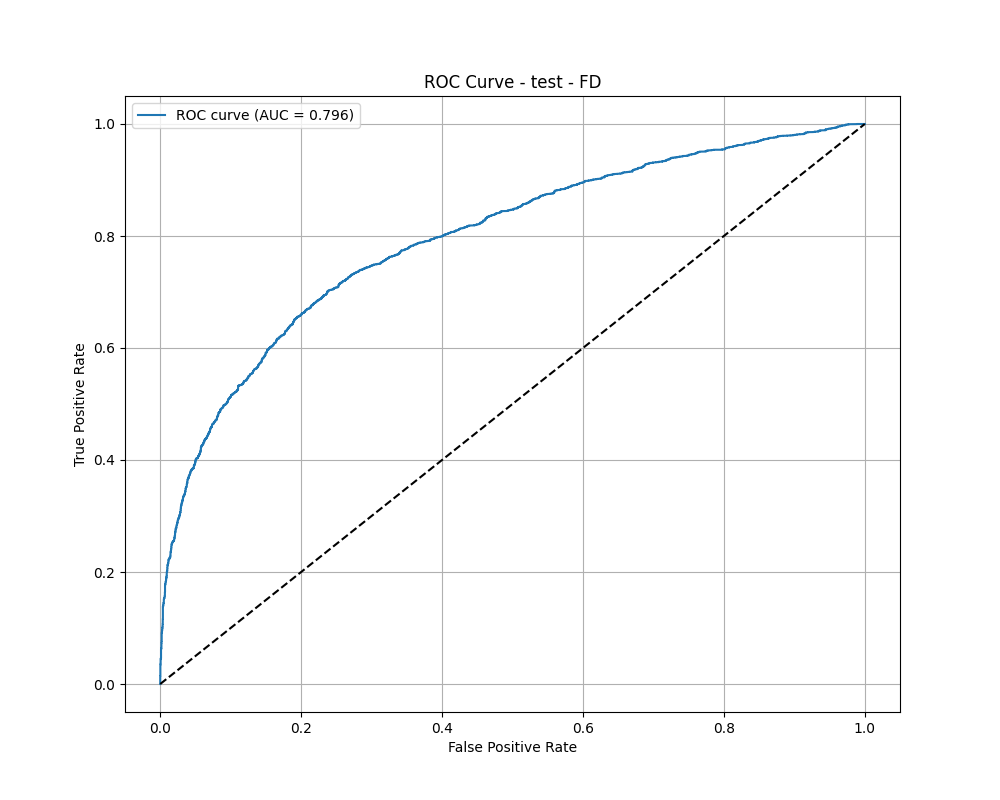 ROC Curve - test - FD
ROC curve (AUC = 0.796)
True Positive Rate
1.0
0.8
0.6
0.4
0.2
0.0
0.0 0.2 0.4 0.6 0.8 1.0
False Positive Rate